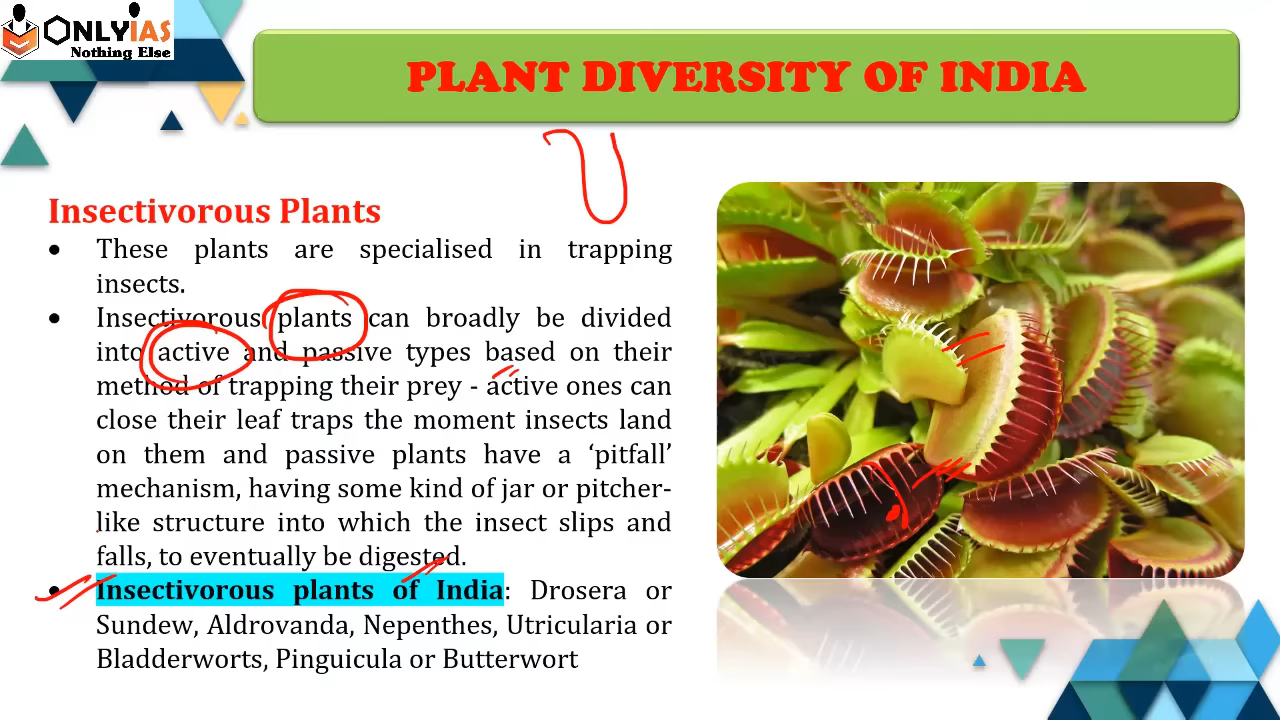 ONLYIAS
Nothing Else
PLANT DIVERSITY OF INDIA
Insectivorous Plants
• These plants are specialised in trapping
insects.
• Insectivorous plants can broadly be divided
into active and passive types based on their
method of trapping their prey - active ones can
close their leaf traps the moment insects land
on them and passive plants have a ‘pitfall’
mechanism, having some kind of jar or pitcher-
like structure into which the insect slips and
falls, to eventually be digested.
• Insectivorous plants of India: Drosera or
Sundew, Aldrovanda, Nepenthes, Utricularia or
Bladderworts, Pinguicula or Butterwort